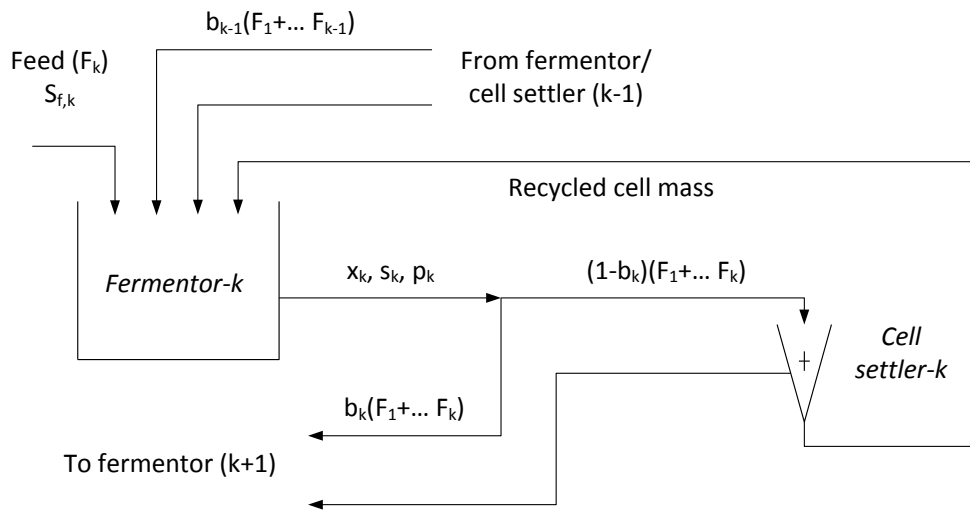 b_{k-1}(F_1+... F_{k-1})
Feed (F_k)
S_{f,k}
From fermentor/
cell settler (k-1)
Recycled cell mass
Fermentor-k
x_k, s_k, p_k
(1-b_k)(F_1+... F_k)
+
Cell
settler-k
b_k(F_1+... F_k)
To fermentor (k+1)